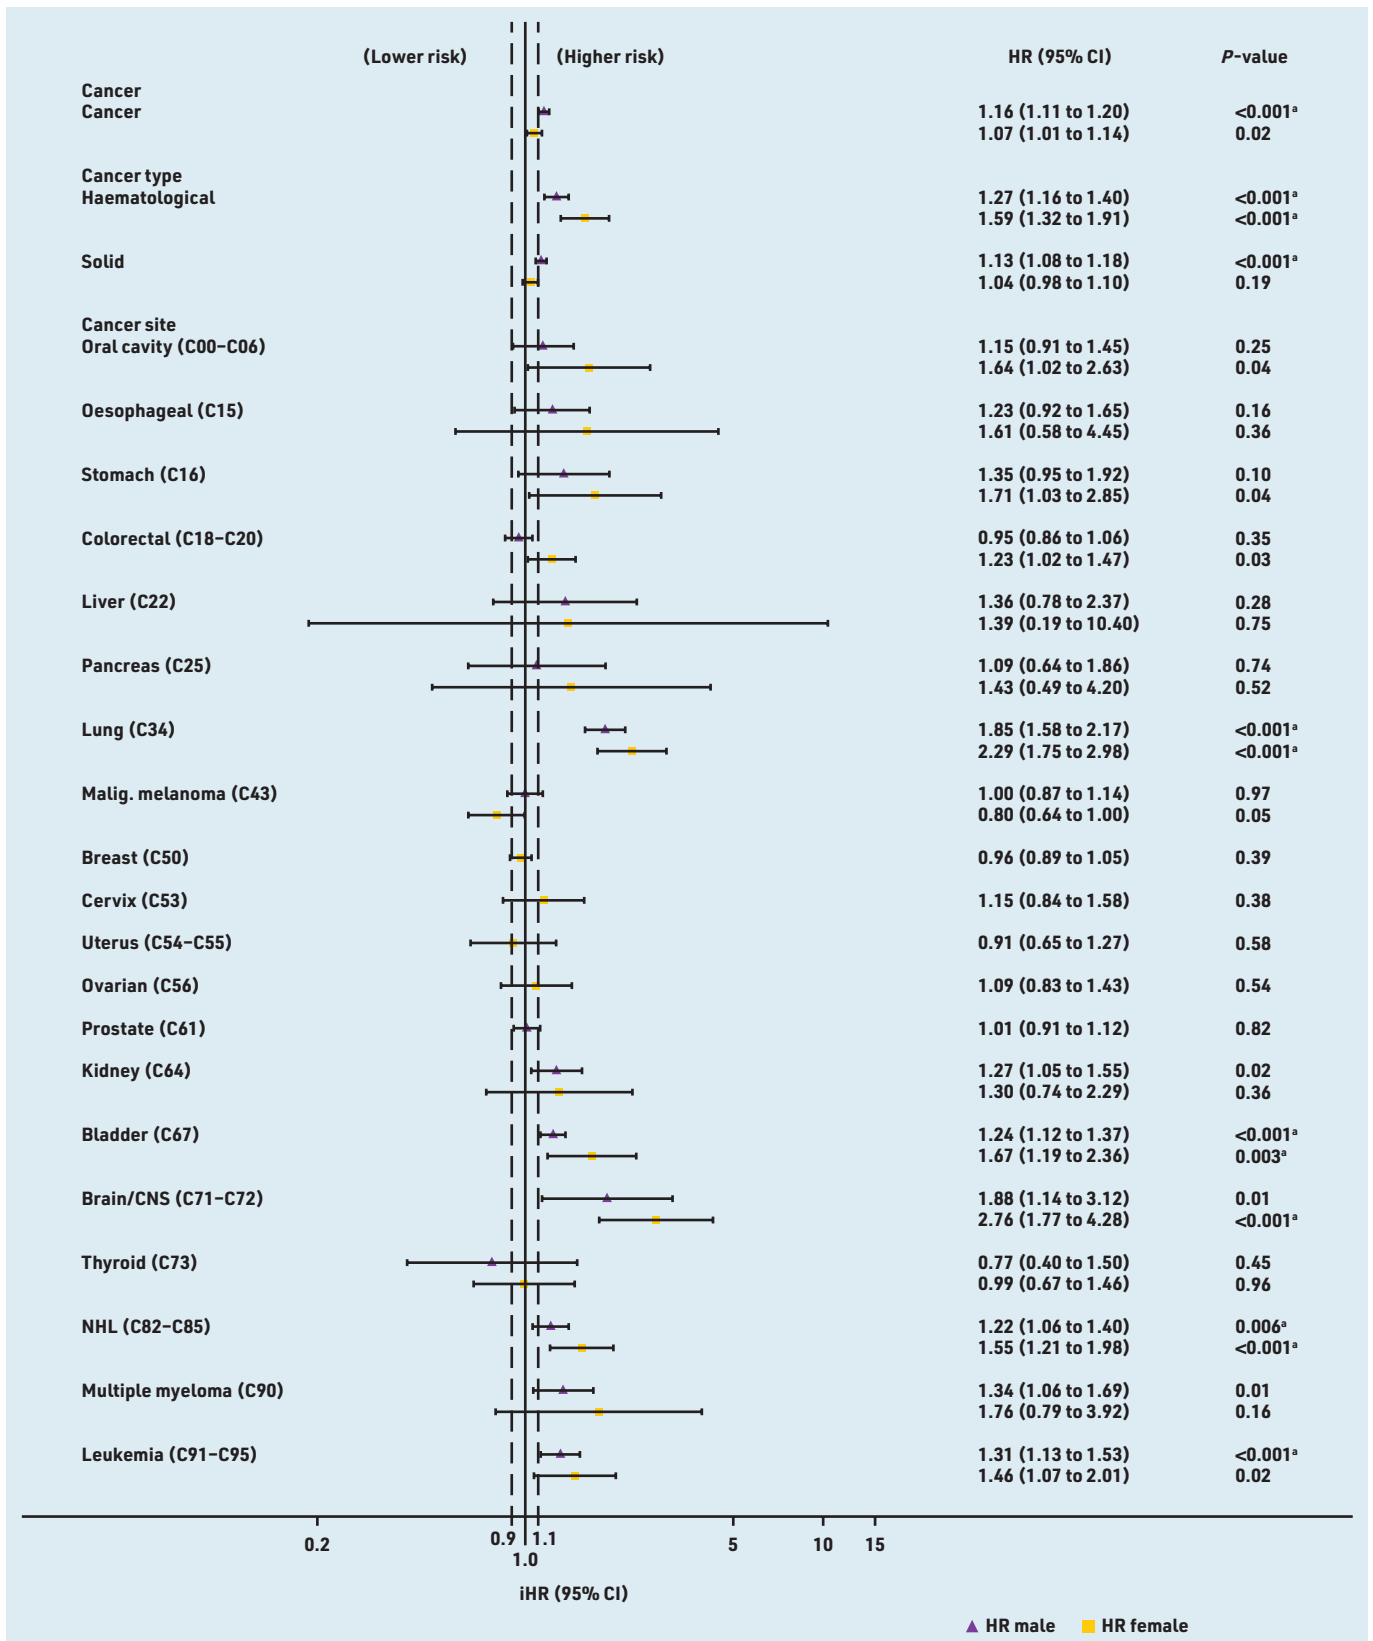 (Lower risk) (Higher risk) HR (95% CI) P-value
Cancer
Cancer 1.16 (1.11 to 1.20) <0.001ᵃ
1.07 (1.01 to 1.14) 0.02
Cancer type
Haematological 1.27 (1.16 to 1.40) <0.001ᵃ
1.59 (1.32 to 1.91) <0.001ᵃ
Solid 1.13 (1.08 to 1.18) <0.001ᵃ
1.04 (0.98 to 1.10) 0.19
Cancer site
Oral cavity (C00–C06) 1.15 (0.91 to 1.45) 0.25
1.64 (1.02 to 2.63) 0.04
Oesophageal (C15) 1.23 (0.92 to 1.65) 0.16
1.61 (0.58 to 4.45) 0.36
Stomach (C16) 1.35 (0.95 to 1.92) 0.10
1.71 (1.03 to 2.85) 0.04
Colorectal (C18–C20) 0.95 (0.86 to 1.06) 0.35
1.23 (1.02 to 1.47) 0.03
Liver (C22) 1.36 (0.78 to 2.37) 0.28
1.39 (0.19 to 10.40) 0.75
Pancreas (C25) 1.09 (0.64 to 1.86) 0.74
1.43 (0.49 to 4.20) 0.52
Lung (C34) 1.85 (1.58 to 2.17) <0.001ᵃ
2.29 (1.75 to 2.98) <0.001ᵃ
Malig. melanoma (C43) 1.00 (0.87 to 1.14) 0.97
0.80 (0.64 to 1.00) 0.05
Breast (C50) 0.96 (0.89 to 1.05) 0.39
Cervix (C53) 1.15 (0.84 to 1.58) 0.38
Uterus (C54–C55) 0.91 (0.65 to 1.27) 0.58
Ovarian (C56) 1.09 (0.83 to 1.43) 0.54
Prostate (C61) 1.01 (0.91 to 1.12) 0.82
Kidney (C64) 1.27 (1.05 to 1.55) 0.02
1.30 (0.74 to 2.29) 0.36
Bladder (C67) 1.24 (1.12 to 1.37) <0.001ᵃ
1.67 (1.19 to 2.36) 0.003ᵃ
Brain/CNS (C71–C72) 1.88 (1.14 to 3.12) 0.01
2.76 (1.77 to 4.28) <0.001ᵃ
Thyroid (C73) 0.77 (0.40 to 1.50) 0.45
0.99 (0.67 to 1.46) 0.96
NHL (C82–C85) 1.22 (1.06 to 1.40) 0.006ᵃ
1.55 (1.21 to 1.98) <0.001ᵃ
Multiple myeloma (C90) 1.34 (1.06 to 1.69) 0.01
1.76 (0.79 to 3.92) 0.16
Leukemia (C91–C95) 1.31 (1.13 to 1.53) <0.001ᵃ
1.46 (1.07 to 2.01) 0.02
0.2 0.9 1.1 5 10 15
1.0
iHR (95% CI)
HR male HR female